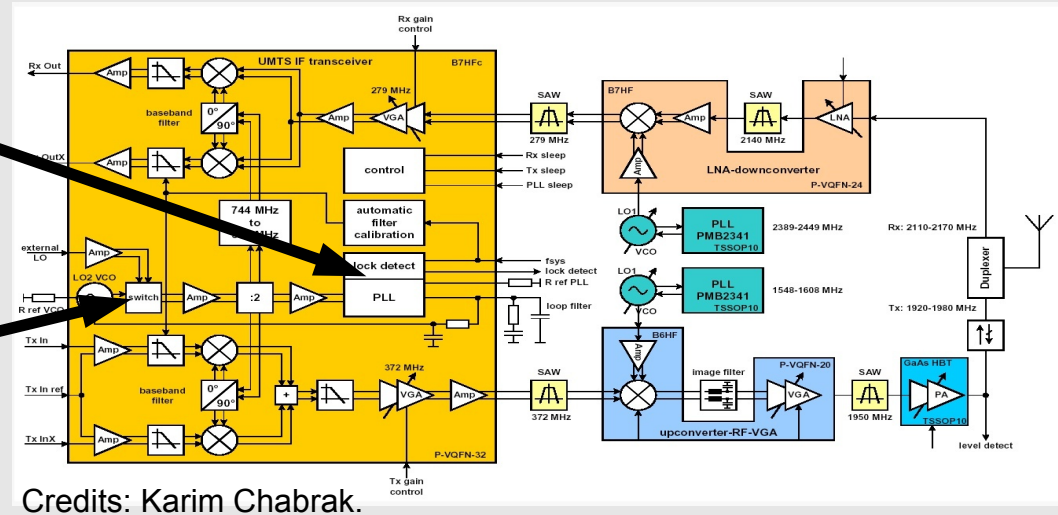 Rx gain
control
Rx Out
Amp
UMTS IF transceiver
B7HFc
279 MHz
baseband
filter
0°
90°
Amp
VGA
SAW
279 MHz
B7HF
Amp
SAW
2140 MHz
LNA
LNA-downconverter
P-VQFN-24
Amp
OutX
Amp
control
Rx sleep
Tx sleep
PLL sleep
744 MHz
to
automatic
filter
calibration
LO1
VCO
PLL
PMB2341
TSSOP10
2389-2449 MHz
Rx: 2110-2170 MHz
Duplexer
external
LO
Amp
lock detect
PLL
fsys
lock detect
R ref PLL
loop filter
LO1
VCO
PLL
PMB2341
TSSOP10
1548-1608 MHz
Tx: 1920-1980 MHz
LO2 VCO
R ref VCO
switch
Amp
:2
Amp
Tx In
Amp
Tx In ref
baseband
filter
0°
90°
+
372 MHz
VGA
Amp
SAW
372 MHz
B6HF
Amp
image filter
P-VQFN-20
VGA
upconverter-RF-VGA
SAW
1950 MHz
GaAs HBT
PA
TSSOP10
level detect
Tx InX
Amp
P-VQFN-32
Tx gain
control
Credits: Karim Chabrak.